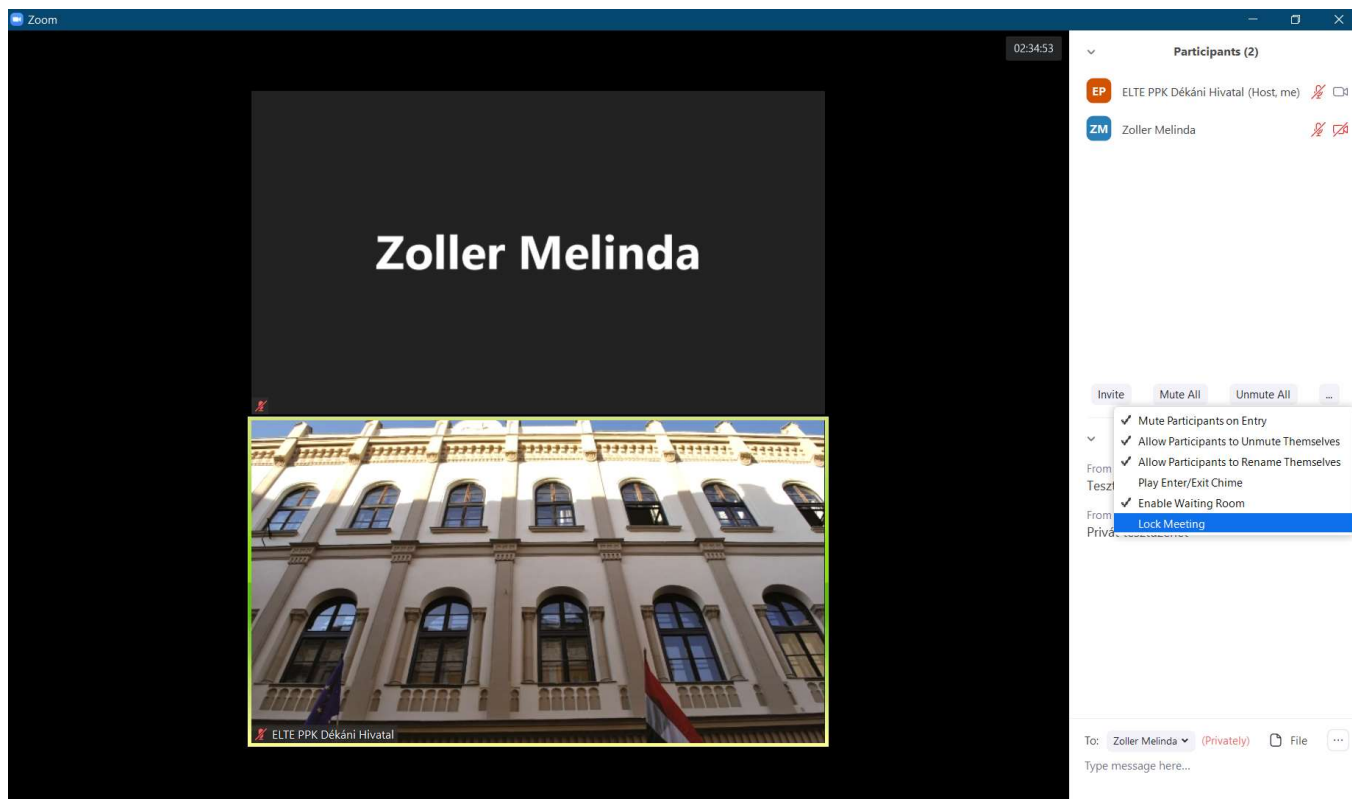 Zoom
02:34:53
Participants (2)
EP ELTE PPK Dékáni Hivatal (Host, me)
ZM Zoller Melinda
Zoller Melinda
Invite Mute All Unmute All ...
Mute Participants on Entry
Allow Participants to Unmute Themselves
Allow Participants to Rename Themselves
Play Enter/Exit Chime
Enable Waiting Room
Lock Meeting
From
From
ELTE PPK Dékáni Hivatal
To: Zoller Melinda (Privately) File ...
Type message here...